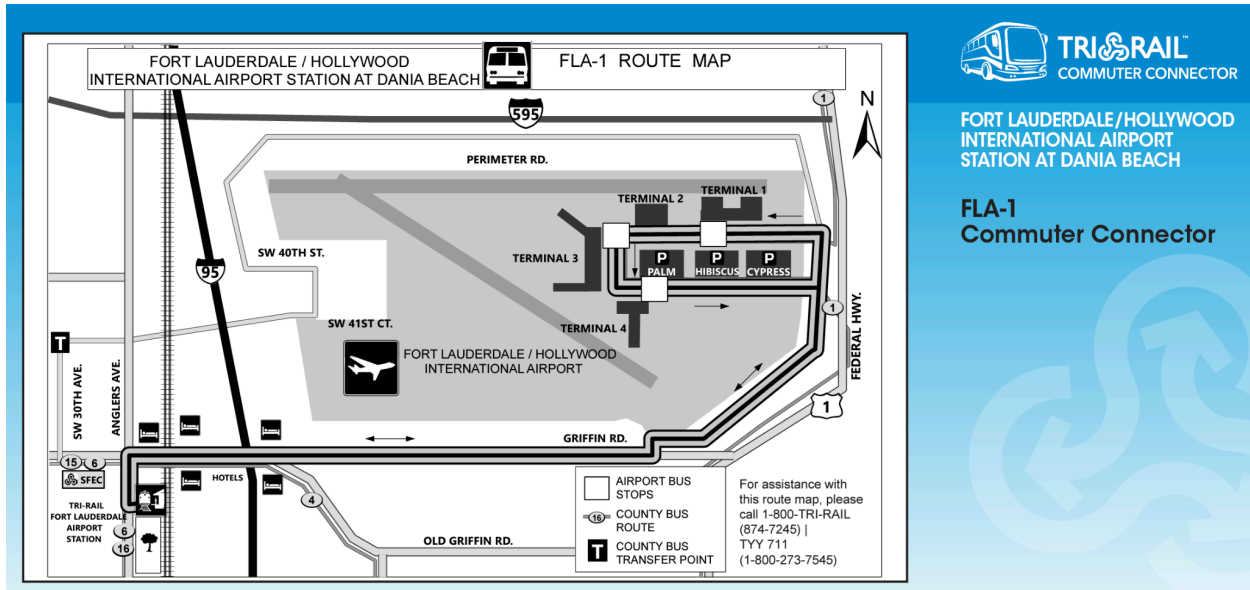 FORT LAUDERDALE / HOLLYWOOD
INTERNATIONAL AIRPORT STATION AT DANIA BEACH
FLA-1 ROUTE MAP
595
1
N
PERIMETER RD.
TERMINAL 1
TERMINAL 2
SW 40TH ST.
TERMINAL 3
P
P
P
PALM
HIBISCUS
CYPRESS
95
1
SW 41ST CT.
TERMINAL 4
T
FORT LAUDERDALE / HOLLYWOOD
INTERNATIONAL AIRPORT
FEDERAL HWY.
SW 30TH AVE.
ANGLERS AVE.
1
GRIFFIN RD.
15
6
SFEC
HOTELS
4
TRI-RAIL
FORT LAUDERDALE
AIRPORT
STATION
6
16
OLD GRIFFIN RD.
AIRPORT BUS
STOPS
16
COUNTY BUS
ROUTE
T
COUNTY BUS
TRANSFER POINT
For assistance with
this route map, please
call 1-800-TRI-RAIL
(874-7245) |
TYY 711
(1-800-273-7545)
TRI RAIL™
COMMUTER CONNECTOR
FORT LAUDERDALE/HOLLYWOOD
INTERNATIONAL AIRPORT
STATION AT DANIA BEACH
FLA-1
Commuter Connector